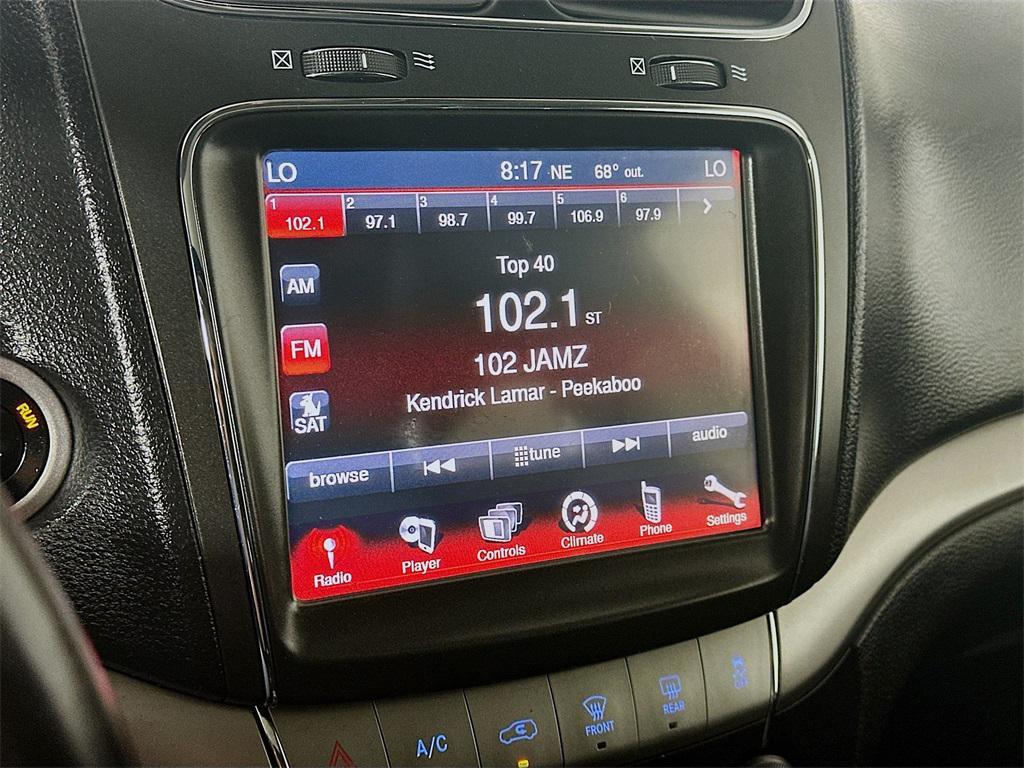 LO 8:17 NE 68° out. LO
1 2 3 4 5 6
102.1 97.1 98.7 99.7 106.9 97.9 >
Top 40
AM
102.1 ST
FM
102 JAMZ
Kendrick Lamar - Peekaboo
SAT
browse tune audio
Radio Player Controls Climate Phone Settings
RUN
A/C FRONT REAR